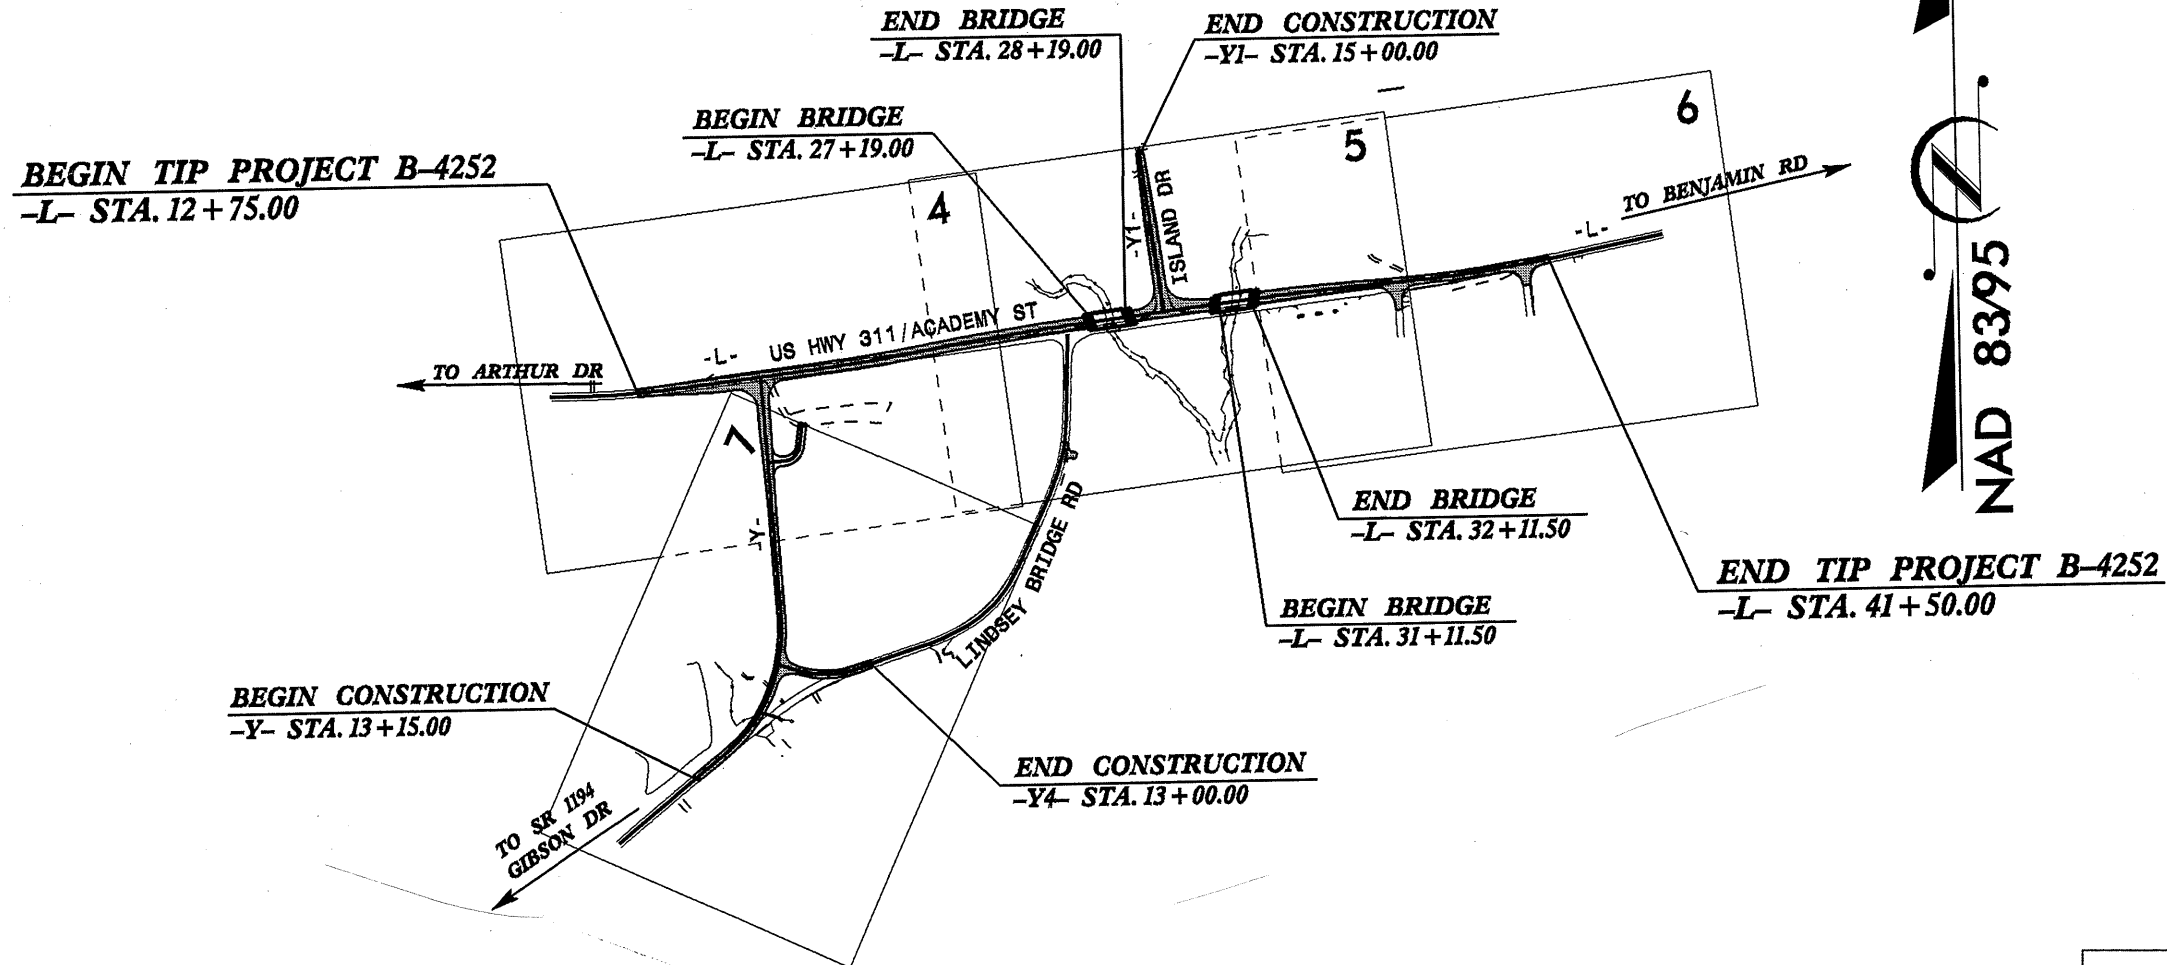 END BRIDGE
-L- STA. 28+19.00
END CONSTRUCTION
-Y1- STA. 15+00.00
BEGIN BRIDGE
-L- STA. 27+19.00
BEGIN TIP PROJECT B-4252
-L- STA. 12+75.00
4
5
6
TO BENJAMIN RD
-L-
-Y1-
ISLAND DR
N
NAD 83/95
US HWY 311/ACADEMY ST
-L-
TO ARTHUR DR
7
-Y-
LINDSEY BRIDGE RD
END BRIDGE
-L- STA. 32+11.50
END TIP PROJECT B-4252
-L- STA. 41+50.00
BEGIN BRIDGE
-L- STA. 31+11.50
BEGIN CONSTRUCTION
-Y- STA. 13+15.00
END CONSTRUCTION
-Y4- STA. 13+00.00
TO SR 1194
GIBSON DR